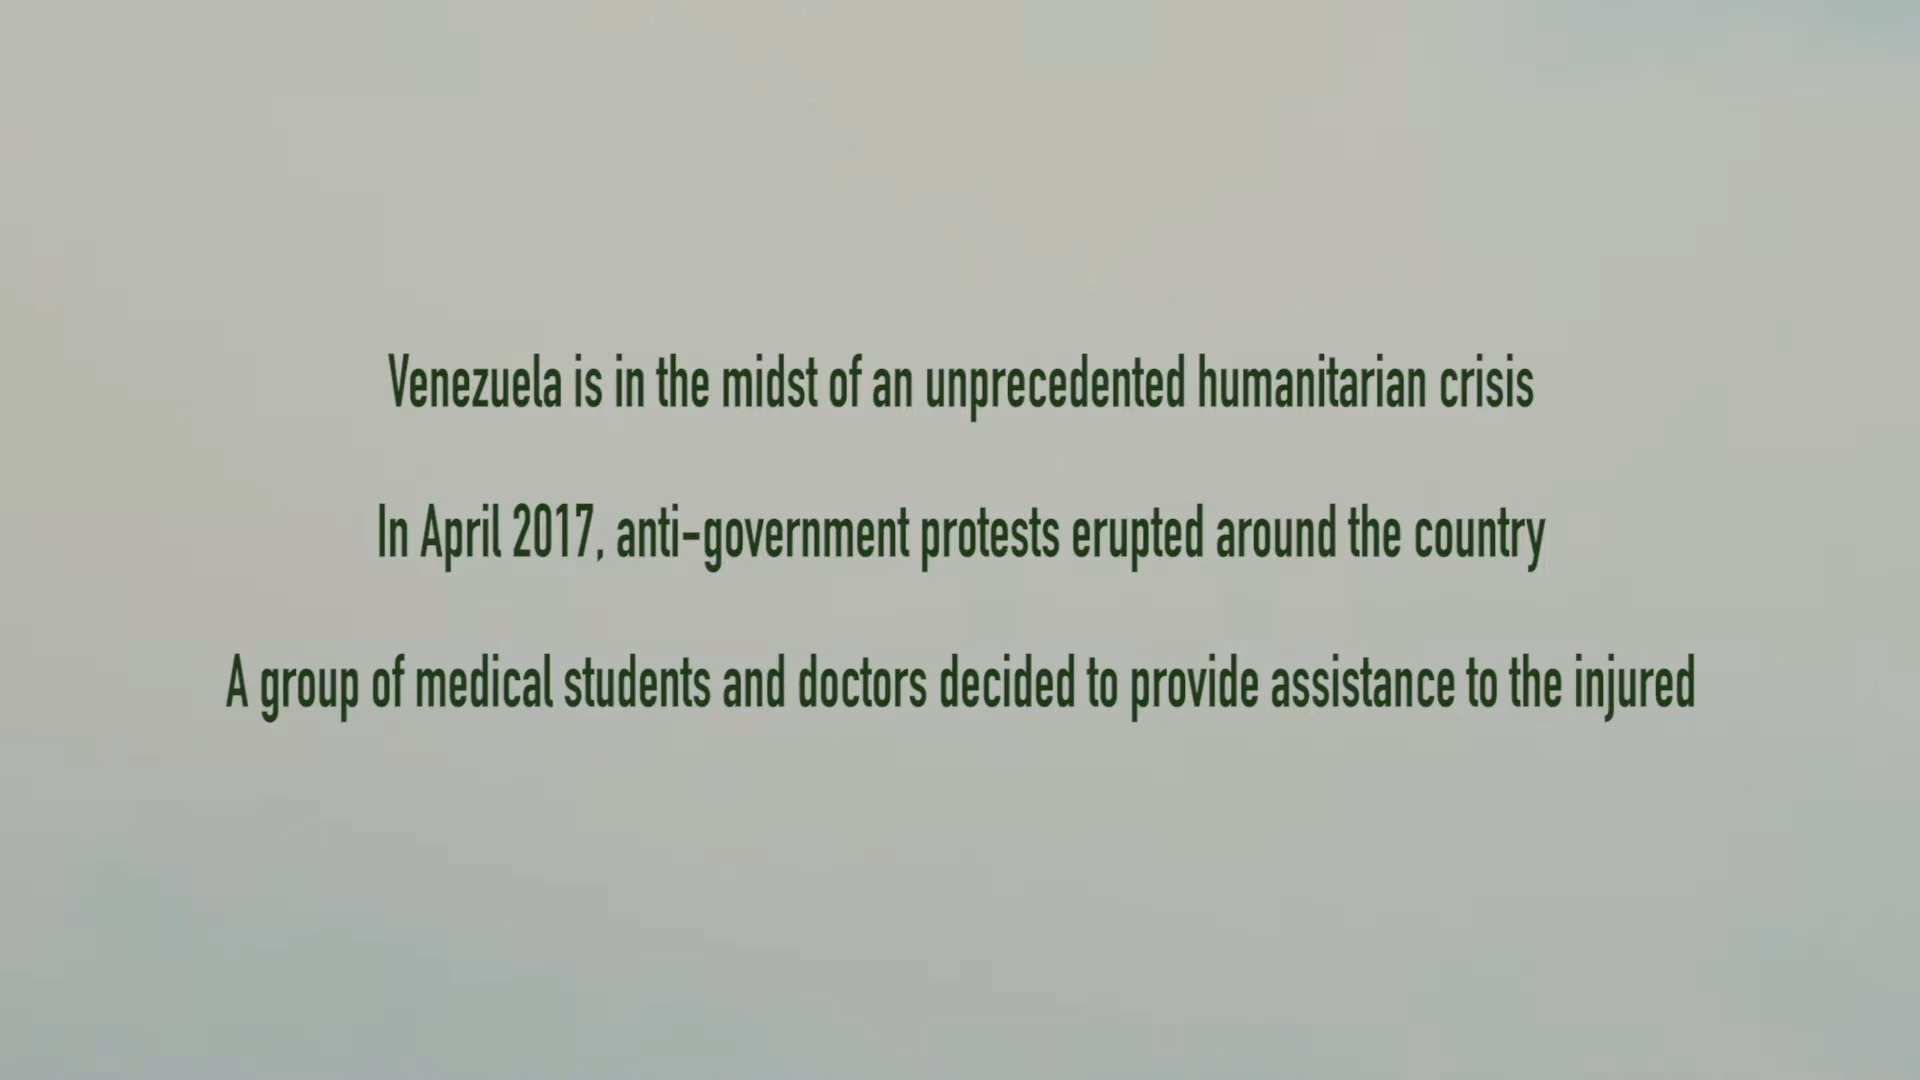 Venezuela is in the midst of an unprecedented humanitarian crisis
In April 2017, anti-government protests erupted around the country
A group of medical students and doctors decided to provide assistance to the injured